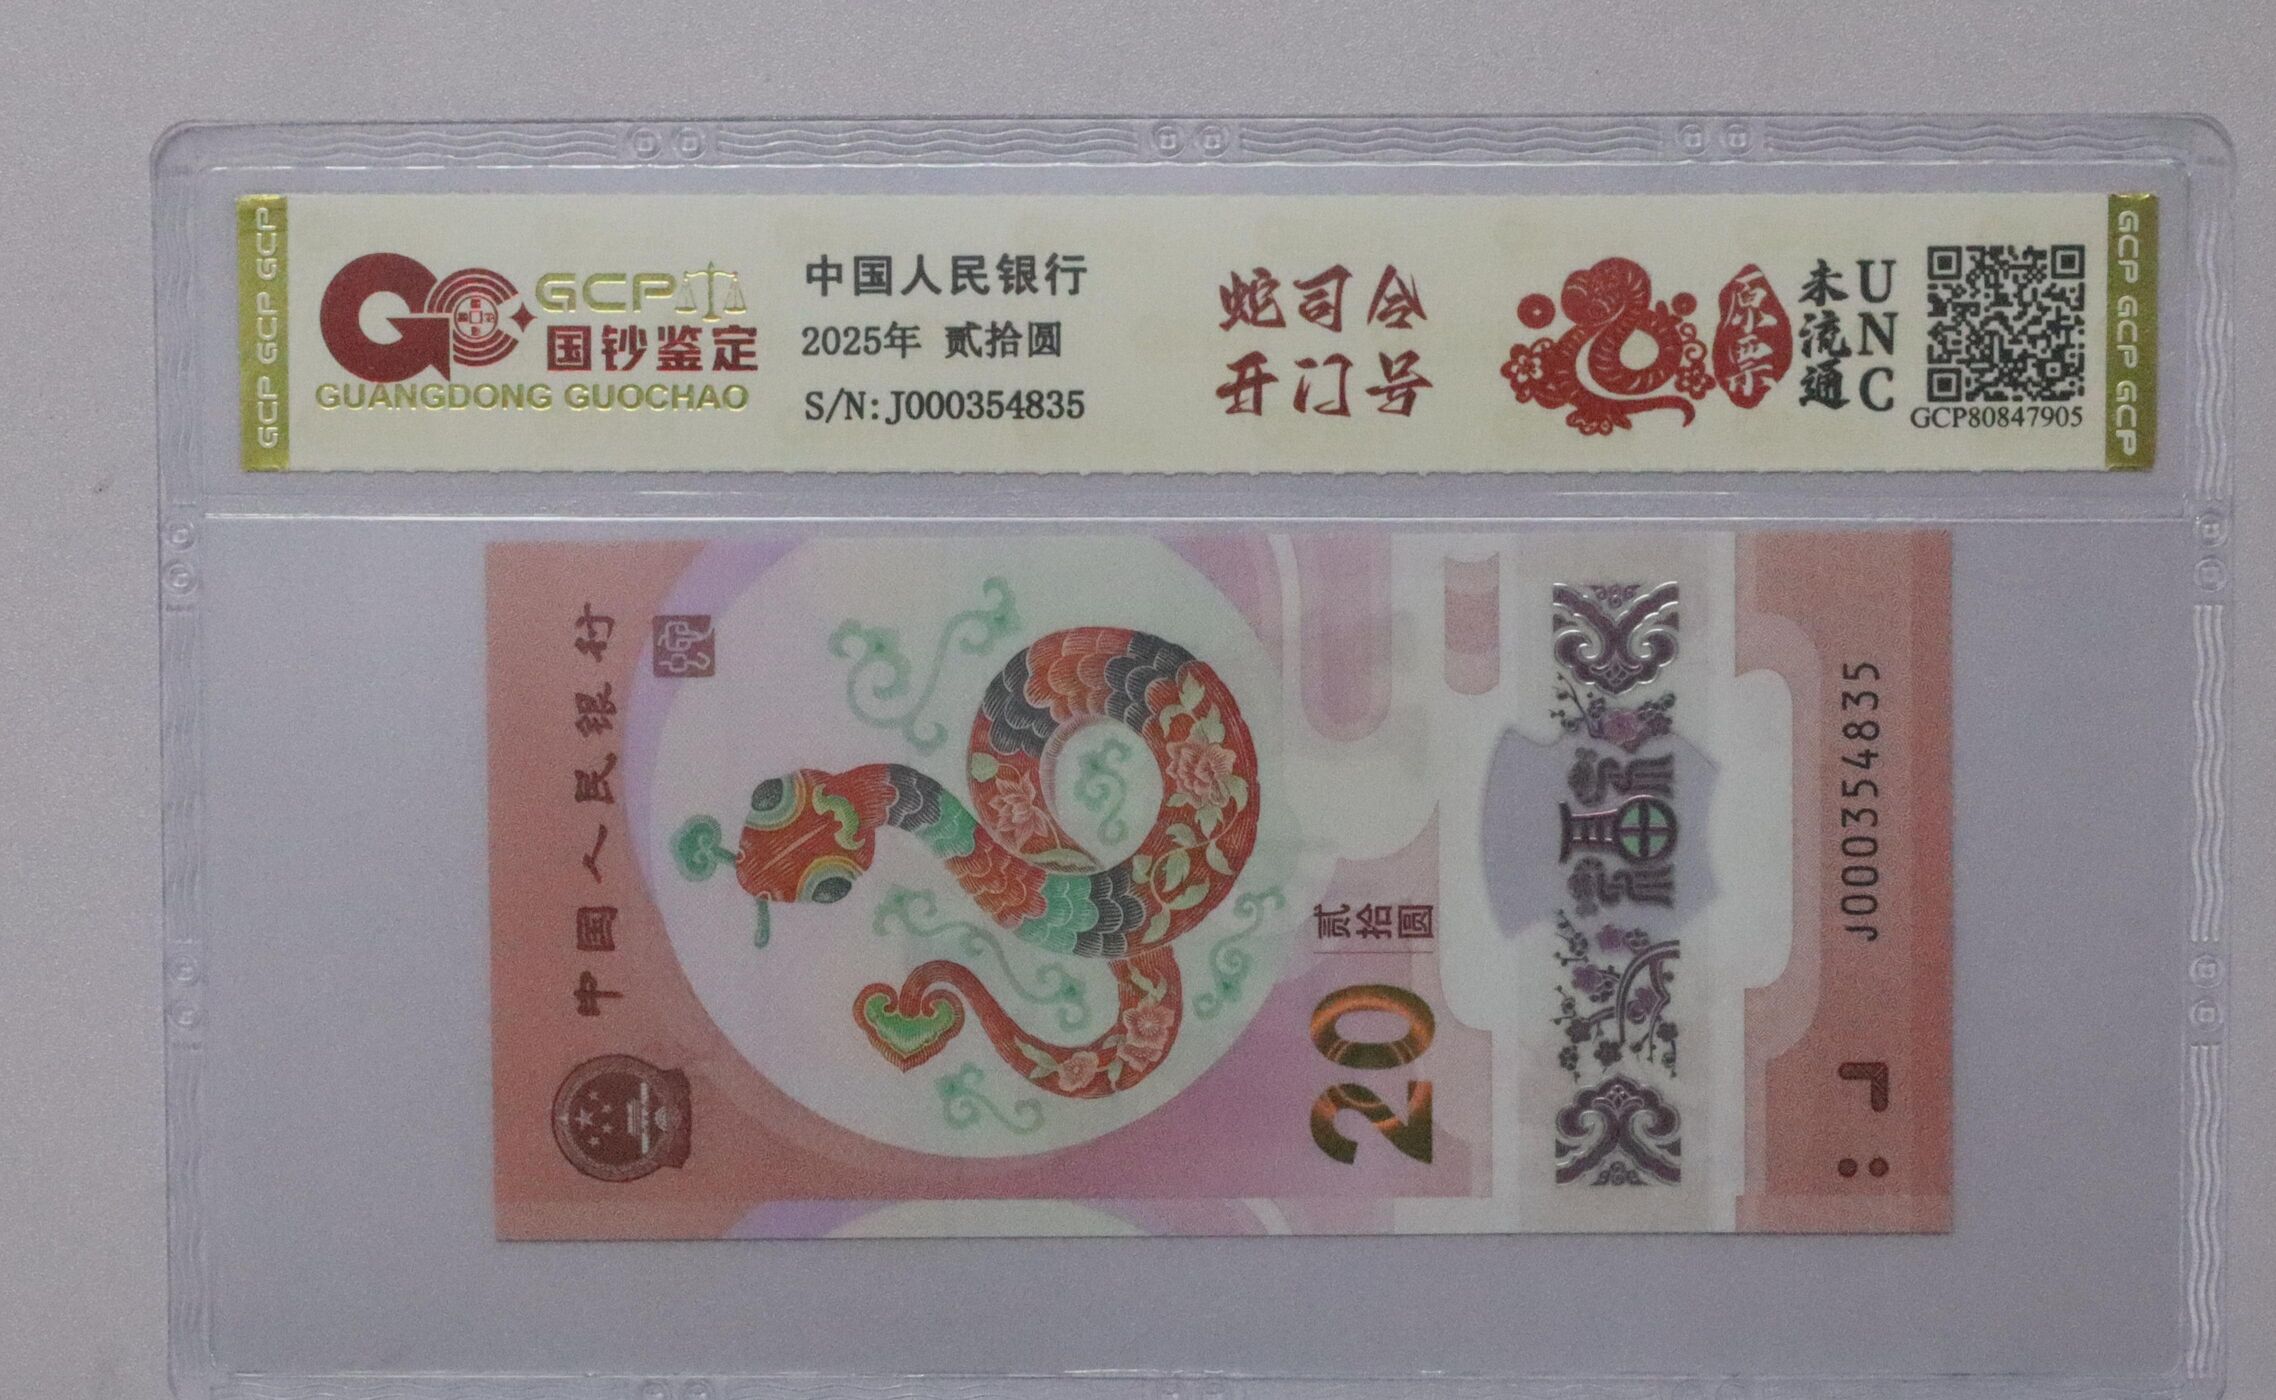 GCP GCP GCP
GCP
国钞鉴定
GUANGDONG GUOCHAO
中国人民银行
2025年 贰拾圆
S/N: J000354835
蛇司令
开门号
原票
未流通
UNC
GCP80847905
GCP GCP GCP
中国人民银行
贰拾圆
20
福
J000354835